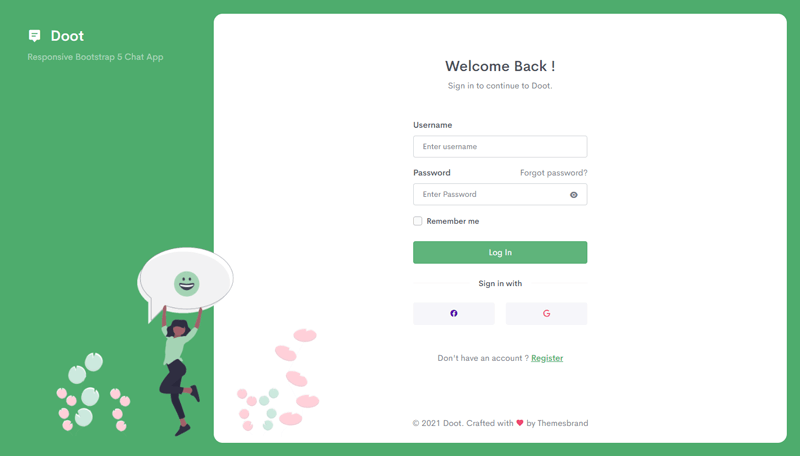 Doot
Responsive Bootstrap 5 Chat App
Welcome Back !
Sign in to continue to Doot.
Username
Enter username
Password Forgot password?
Enter Password
Remember me
Log In
Sign in with
Don't have an account ? Register
© 2021 Doot. Crafted with ❤ by Themesbrand